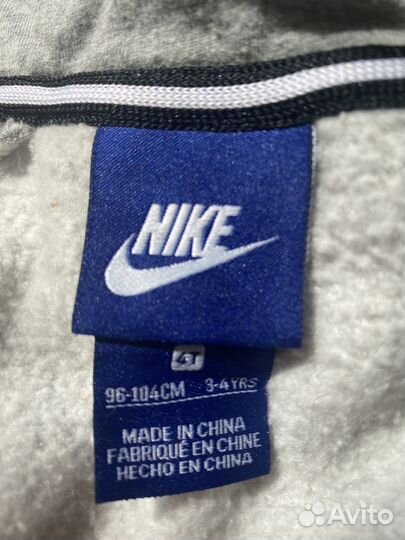 NIKE
4T
96-104CM 3-4YRS
MADE IN CHINA
FABRIQUÉ EN CHINE
HECHO EN CHINA
Avito